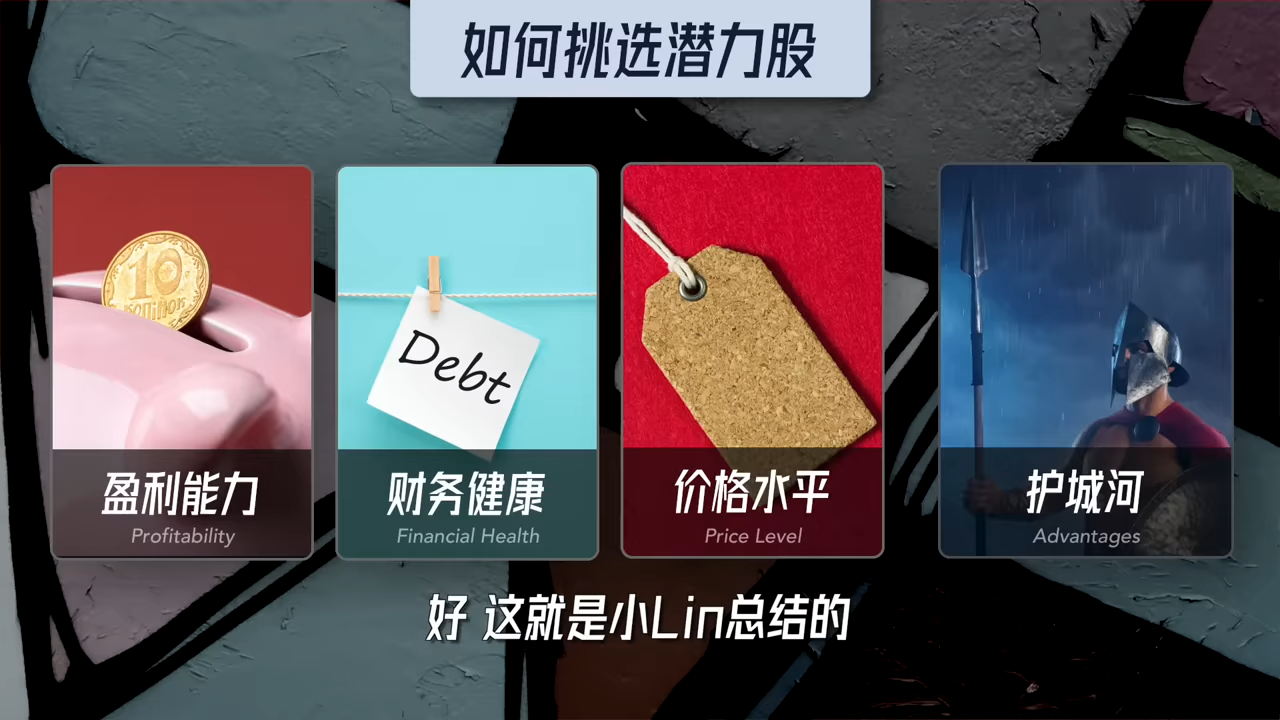 如何挑选潜力股
10
Debt
盈利能力
Profitability
财务健康
Financial Health
价格水平
Price Level
护城河
Advantages
好 这就是小Lin总结的